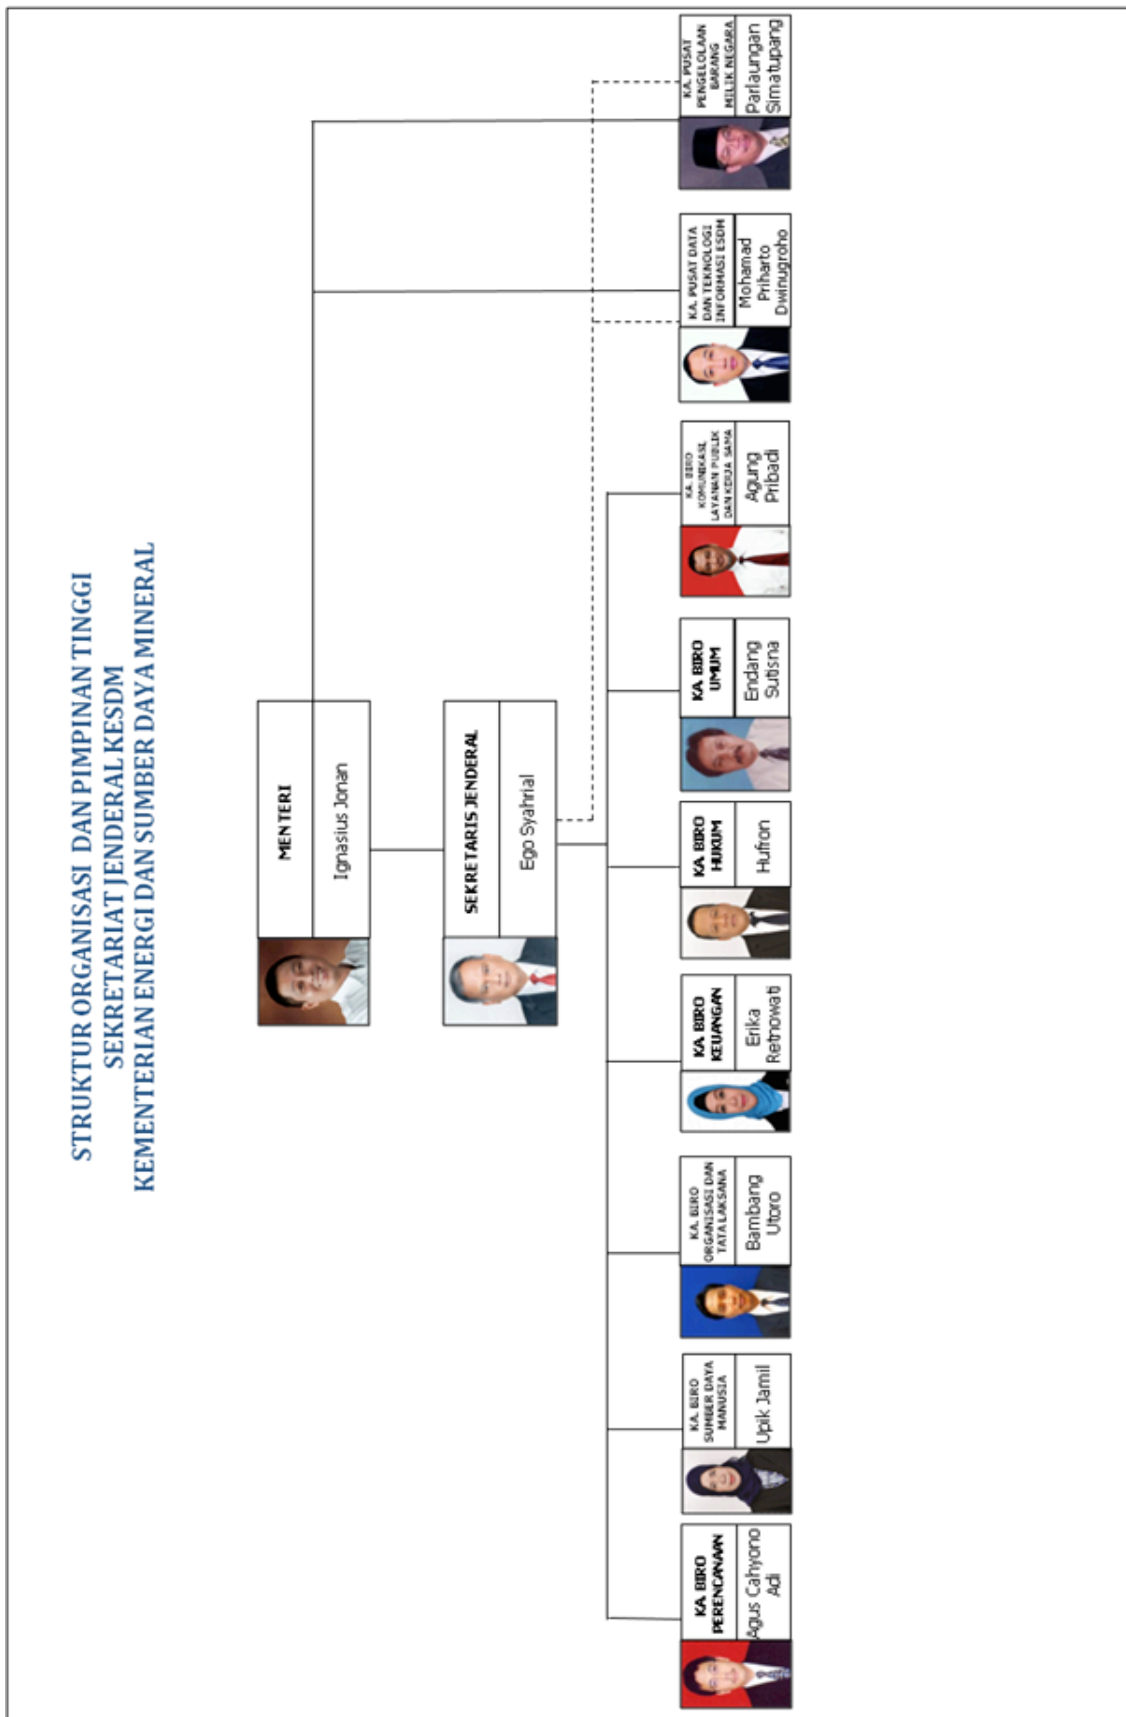 STRUKTUR ORGANISASI DAN PIMPINAN TINGGI
SEKRETARIAT JENDERAL KESDM
KEMENTERIAN ENERGI DAN SUMBER DAYA MINERAL
MENTERI
Ignasius Jonan
SEKRETARIS JENDERAL
Ego Syahrial
KA. BIRO
PERENCANAAN
Agus Cahyono
Adi
KA. BIRO
SUMBER DAYA
MANUSIA
Upik Jamil
KA. BIRO
ORGANISASI DAN
TATA LAKSANA
Bambang
Utoro
KA. BIRO
KEUANGAN
Erika
Retnowati
KA. BIRO
HUKUM
Hufron
KA. BIRO
UMUM
Endang
Sutisna
KA. BIRO
KOMUNIKASI,
LAYANAN PUBLIK
DAN KERJA SAMA
Agung
Pribadi
KA. PUSAT DATA
DAN TEKNOLOGI
INFORMASI ESDM
Mohamad
Priharto
Dwinugroho
KA. PUSAT
PENGELOLAAN
BARANG
MILIK NEGARA
Parlaungan
Simatupang